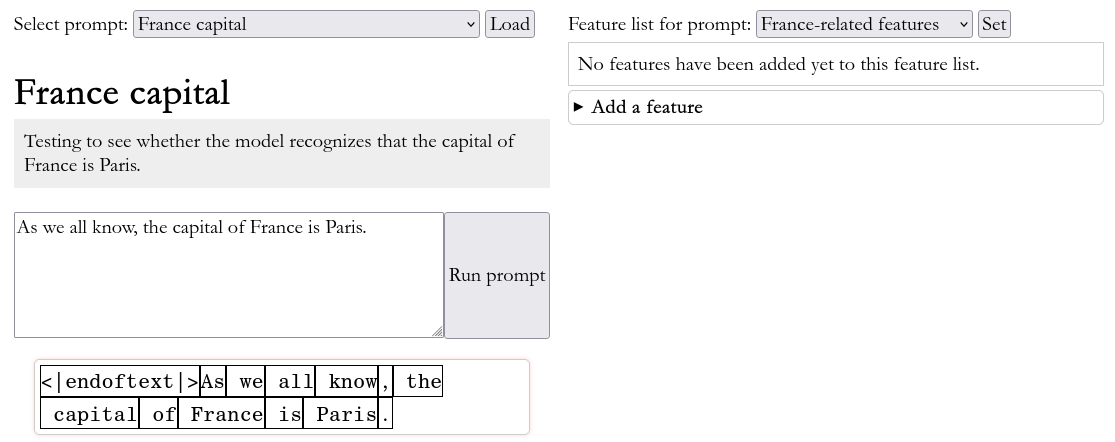 Select prompt: France capital Load
Feature list for prompt: France-related features Set
No features have been added yet to this feature list.
▶ Add a feature
France capital
Testing to see whether the model recognizes that the capital of
France is Paris.
As we all know, the capital of France is Paris.
Run prompt
<|endoftext|>As we all know, the
capital of France is Paris.